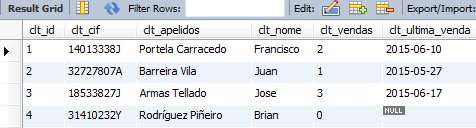 Result Grid Filter Rows: Edit: Export/Import:
clt_id clt_cif clt_apelidos clt_nome clt_vendas clt_ultima_venda
1 14013338J Portela Carracedo Francisco 2 2015-06-10
2 32727807A Barreira Vila Juan 1 2015-05-27
3 18533827J Armas Tellado Jose 3 2015-06-17
4 31410232Y Rodríguez Piñeiro Brian 0 NULL